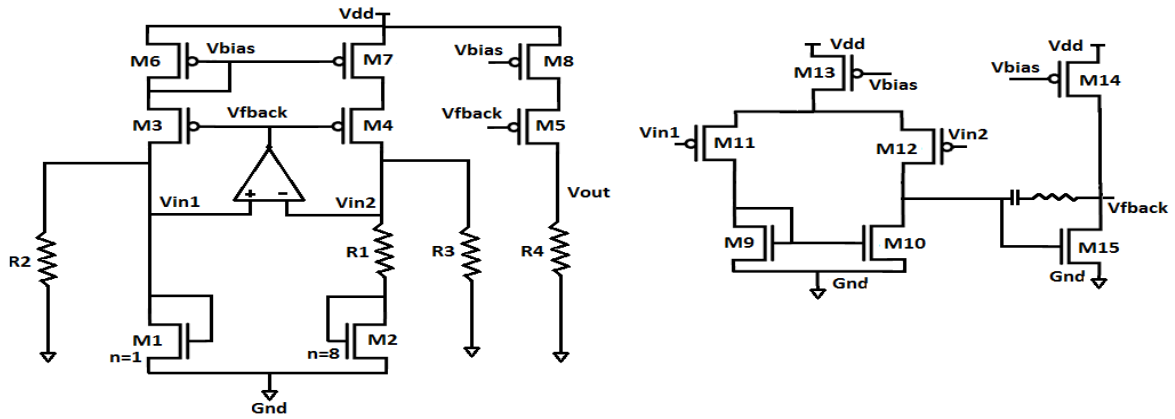 Vdd
M6
Vbias
M7
Vbias
M8
M3
Vfback
M4
Vfback
M5
+
-
Vin1
Vin2
Vout
R2
R1
R3
R4
M1
n=1
M2
n=8
Gnd
Vdd
M13
Vbias
Vdd
Vbias
M14
Vin1
M11
M12
Vin2
Vfback
M9
M10
M15
Gnd
Gnd